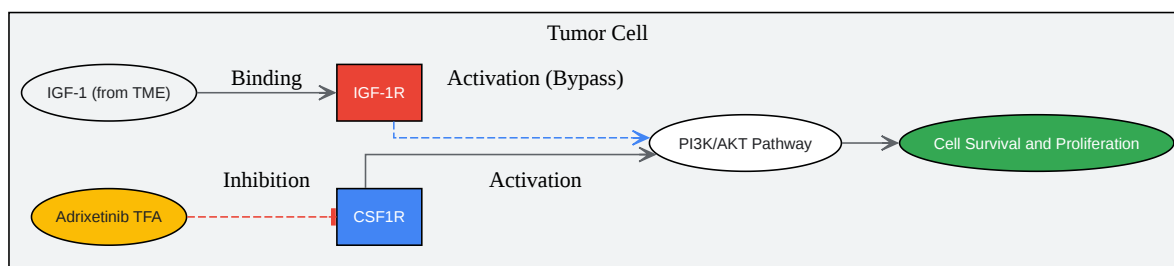 Tumor Cell
Binding
Activation (Bypass)
IGF-1 (from TME)
IGF-1R
PI3K/AKT Pathway
Cell Survival and Proliferation
Inhibition
Activation
Adrixetinib TFA
CSF1R